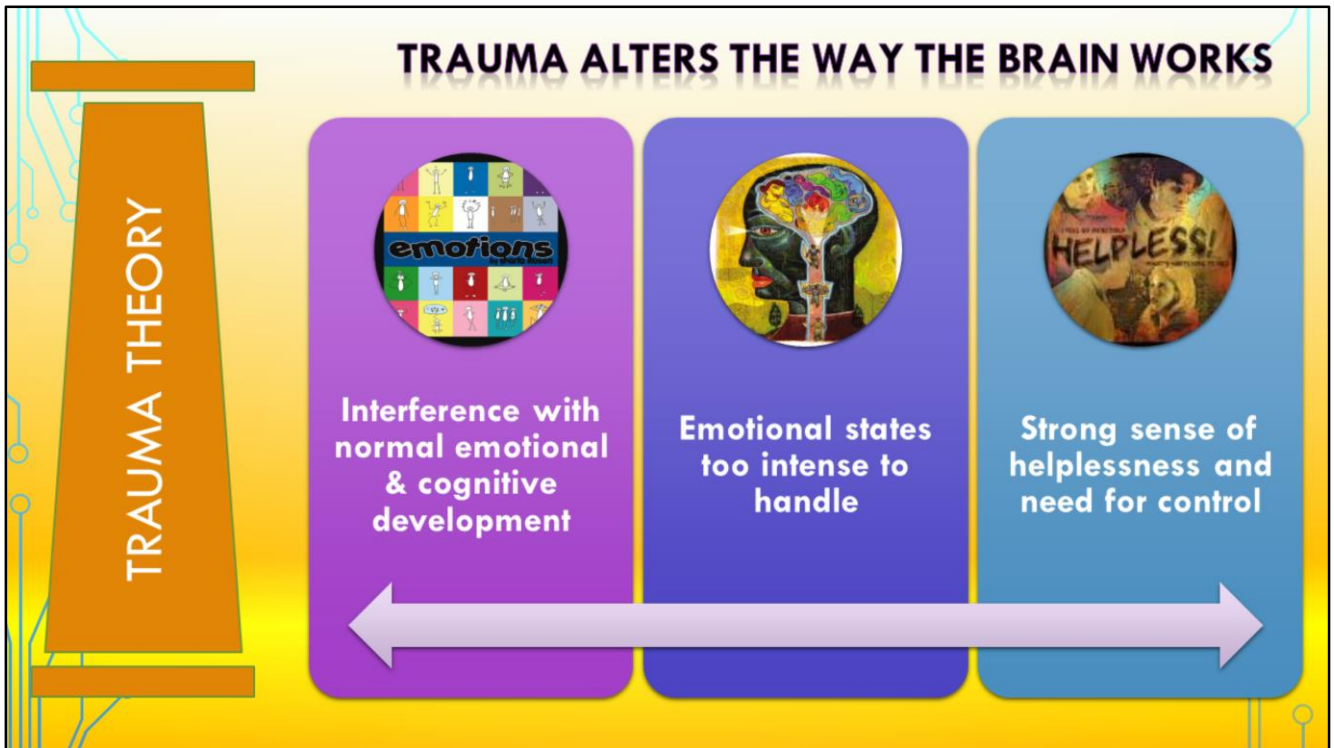 TRAUMA ALTERS THE WAY THE BRAIN WORKS
TRAUMA THEORY
emotions
Interference with
normal emotional
& cognitive
development
Emotional states
too intense to
handle
HELPLESS!
Strong sense of
helplessness and
need for control